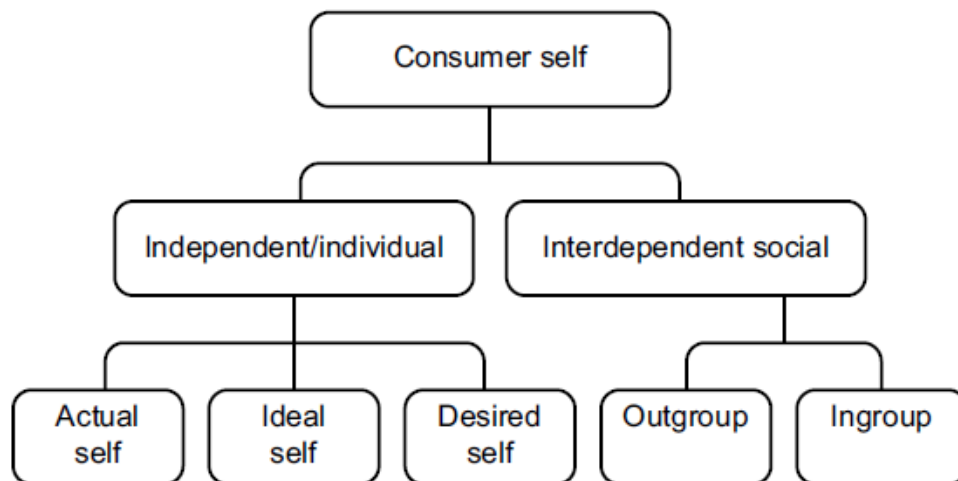 Consumer self
Independent/individual
Interdependent social
Actual
self
Ideal
self
Desired
self
Outgroup
Ingroup